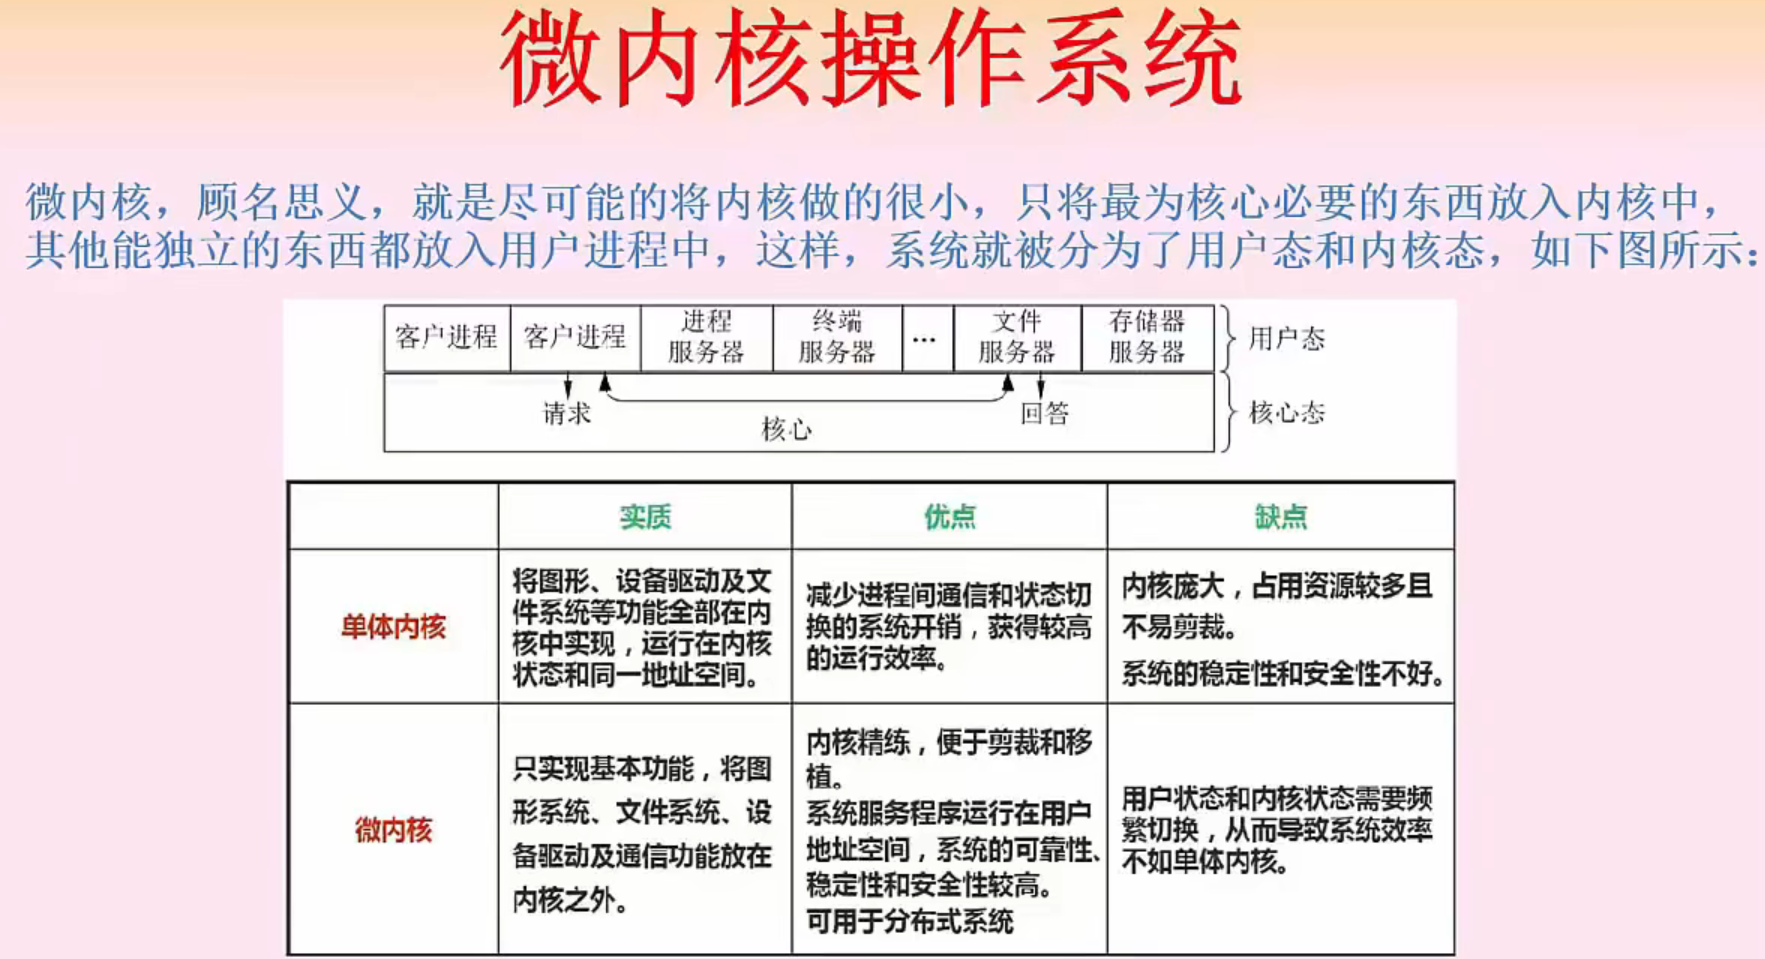 微内核操作系统
微内核，顾名思义，就是尽可能的将内核做的很小，只将最为核心必要的东西放入内核中，
其他能独立的东西都放入用户进程中，这样，系统就被分为了用户态和内核态，如下图所示：
客户进程
客户进程
进程
服务器
终端
服务器
…
文件
服务器
存储器
服务器
用户态
请求
核心
回答
核心态
实质
优点
缺点
单体内核
将图形、设备驱动及文
件系统等功能全部在内
核中实现，运行在内核
状态和同一地址空间。
减少进程间通信和状态切
换的系统开销，获得较高
的运行效率。
内核庞大，占用资源较多且
不易剪裁。
系统的稳定性和安全性不好。
微内核
只实现基本功能，将图
形系统、文件系统、设
备驱动及通信功能放在
内核之外。
内核精练，便于剪裁和移
植。
系统服务程序运行在用户
地址空间，系统的可靠性、
稳定性和安全性较高。
可用于分布式系统
用户状态和内核状态需要频
繁切换，从而导致系统效率
不如单体内核。